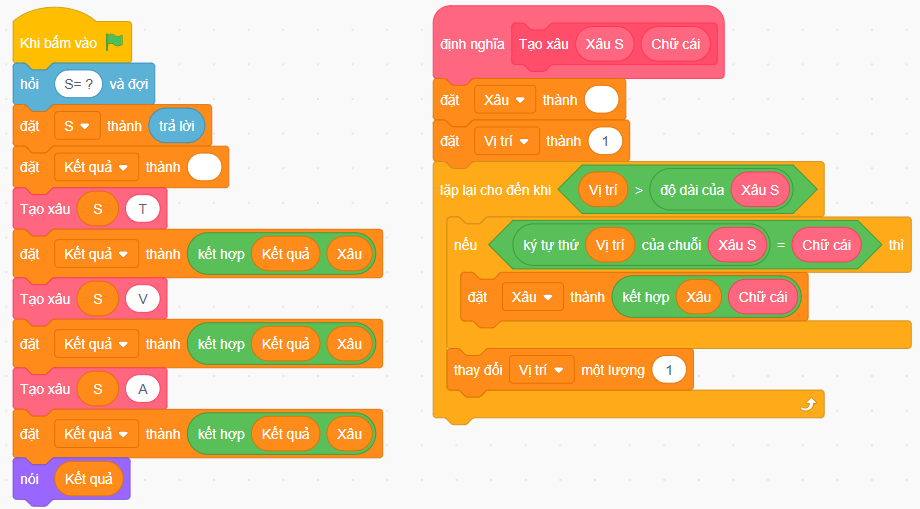 Khi bấm vào
hỏi S= ? và đợi
đặt S thành trả lời
đặt Kết quả thành
Tạo xâu S T
đặt Kết quả thành kết hợp Kết quả Xâu
Tạo xâu S V
đặt Kết quả thành kết hợp Kết quả Xâu
Tạo xâu S A
đặt Kết quả thành kết hợp Kết quả Xâu
nói Kết quả
định nghĩa Tạo xâu Xâu S Chữ cái
đặt Xâu thành
đặt Vị trí thành 1
lặp lại cho đến khi Vị trí > độ dài của Xâu S
nếu ký tự thứ Vị trí của chuỗi Xâu S = Chữ cái thì
đặt Xâu thành kết hợp Xâu Chữ cái
thay đổi Vị trí một lượng 1